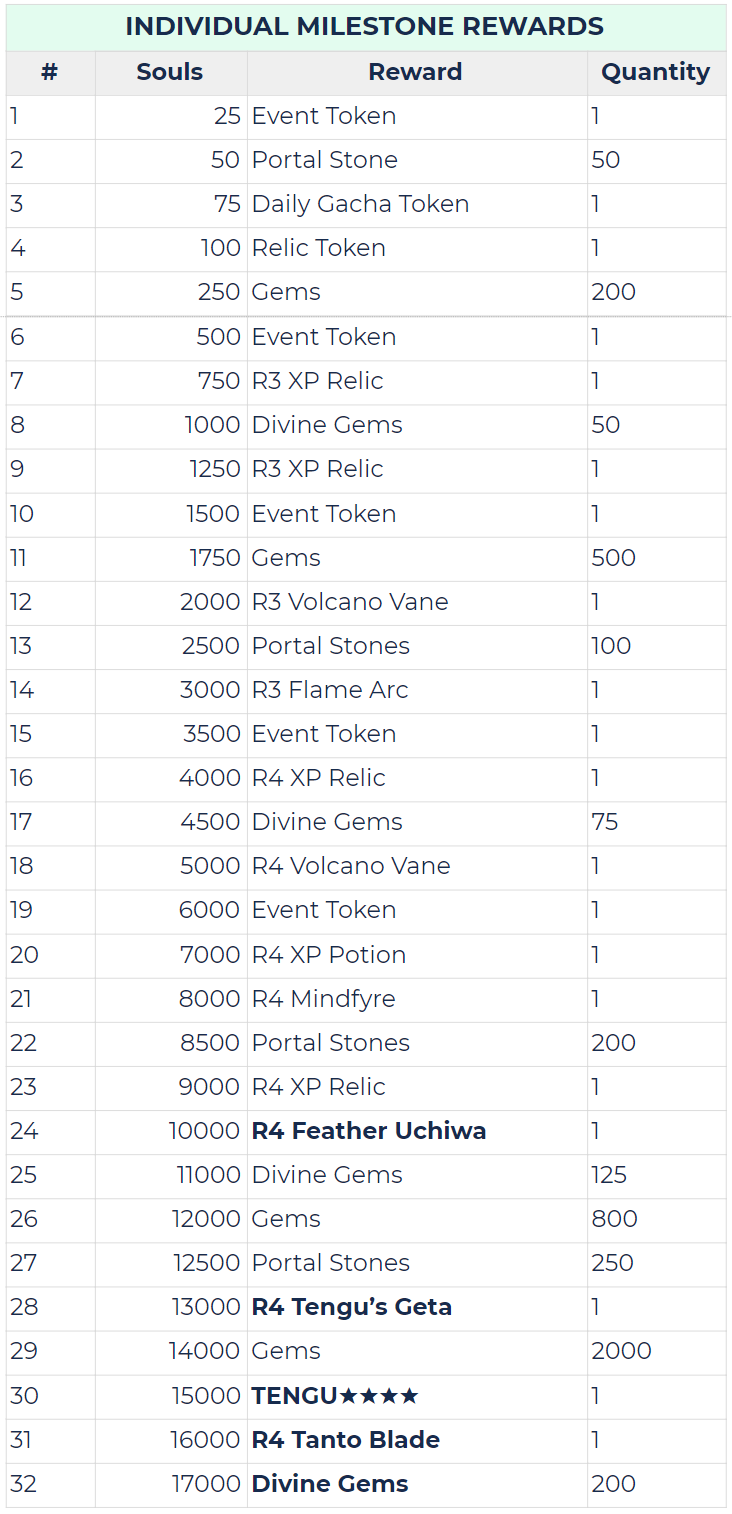 INDIVIDUAL MILESTONE REWARDS
# Souls Reward Quantity
1 25 Event Token 1
2 50 Portal Stone 50
3 75 Daily Gacha Token 1
4 100 Relic Token 1
5 250 Gems 200
6 500 Event Token 1
7 750 R3 XP Relic 1
8 1000 Divine Gems 50
9 1250 R3 XP Relic 1
10 1500 Event Token 1
11 1750 Gems 500
12 2000 R3 Volcano Vane 1
13 2500 Portal Stones 100
14 3000 R3 Flame Arc 1
15 3500 Event Token 1
16 4000 R4 XP Relic 1
17 4500 Divine Gems 75
18 5000 R4 Volcano Vane 1
19 6000 Event Token 1
20 7000 R4 XP Potion 1
21 8000 R4 Mindfyre 1
22 8500 Portal Stones 200
23 9000 R4 XP Relic 1
24 10000 R4 Feather Uchiwa 1
25 11000 Divine Gems 125
26 12000 Gems 800
27 12500 Portal Stones 250
28 13000 R4 Tengu’s Geta 1
29 14000 Gems 2000
30 15000 TENGU★★★★ 1
31 16000 R4 Tanto Blade 1
32 17000 Divine Gems 200